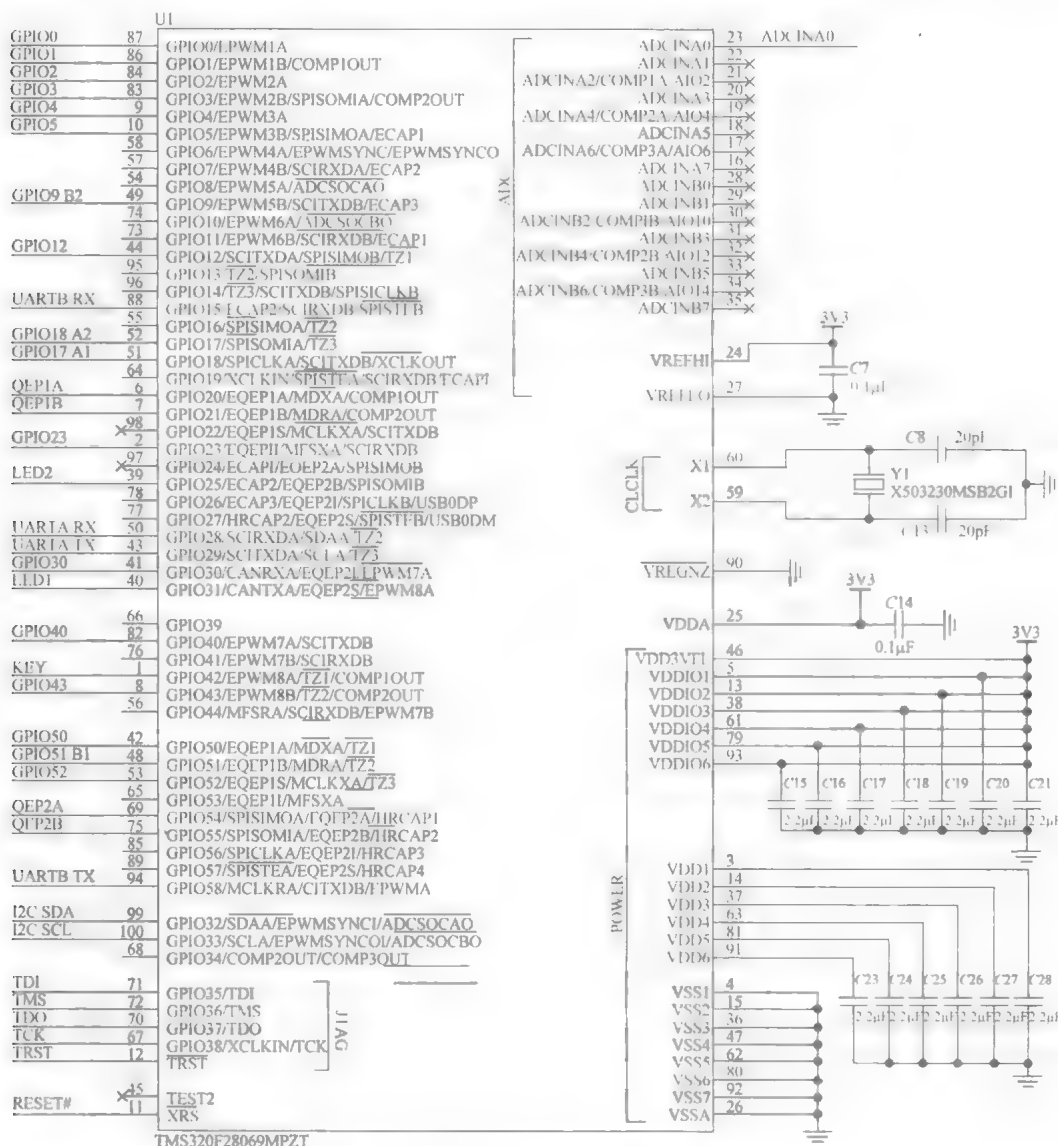 U1
GPIO0 87 GPIO0/EPWM1A
GPIO1 86 GPIO1/EPWM1B/COMP1OUT
GPIO2 84 GPIO2/EPWM2A
GPIO3 83 GPIO3/EPWM2B/SPISOMIA/COMP2OUT
GPIO4 9 GPIO4/EPWM3A
GPIO5 10 GPIO5/EPWM3B/SPISIMOA/ECAP1
58 GPIO6/EPWM4A/EPWMSYNC/EPWMSYNCO
57 GPIO7/EPWM4B/SCIRXDA/ECAP2
54 GPIO8/EPWM5A/ADCSOCAO
GPIO9 B2 49 GPIO9/EPWM5B/SCITXDB/ECAP3
74 GPIO10/EPWM6A/ADCSOCBO
73 GPIO11/EPWM6B/SCIRXDB/ECAP1
GPIO12 44 GPIO12/SCITXDA/SPISIMOB/TZ1
95 GPIO13/TZ2/SPISOMIB
96 GPIO14/TZ3/SCITXDB/SPISICLKB
UARTB RX 88 GPIO15/ECAP2/SCIRXDB/SPISTEB
55 GPIO16/SPISIMOA/TZ2
GPIO18 A2 52 GPIO17/SPISOMIA/TZ3
GPIO17 A1 51 GPIO18/SPICLKA/SCITXDB/XCLKOUT
64 GPIO19/XCLKIN/SPISTEA/SCIRXDB/ECAP1
QEP1A 6 GPIO20/EQEP1A/MDXA/COMP1OUT
QEP1B 7 GPIO21/EQEP1B/MDRA/COMP2OUT
98 GPIO22/EQEP1S/MCLKXA/SCITXDB
GPIO23 2 GPIO23/EQEP1I/MFSXA/SCIRXDB
97 GPIO24/ECAP1/EQEP2A/SPISIMOB
LED2 39 GPIO25/ECAP2/EQEP2B/SPISOMIB
78 GPIO26/ECAP3/EQEP2I/SPICLKB/USB0DP
77 GPIO27/HRCAP2/EQEP2S/SPISTEB/USB0DM
UARTA RX 50 GPIO28/SCIRXDA/SDAA/TZ2
UARTA TX 43 GPIO29/SCITXDA/SCLA/TZ3
GPIO30 41 GPIO30/CANRXA/EQEP2I/EPWM7A
LED1 40 GPIO31/CANTXA/EQEP2S/EPWM8A
66 GPIO39
GPIO40 82 GPIO40/EPWM7A/SCITXDB
76 GPIO41/EPWM7B/SCIRXDB
KEY 1 GPIO42/EPWM8A/TZ1/COMP1OUT
GPIO43 8 GPIO43/EPWM8B/TZ2/COMP2OUT
56 GPIO44/MFSRA/SCIRXDB/EPWM7B
GPIO50 42 GPIO50/EQEP1A/MDXA/TZ1
GPIO51 B1 48 GPIO51/EQEP1B/MDRA/TZ2
GPIO52 53 GPIO52/EQEP1S/MCLKXA/TZ3
65 GPIO53/EQEP1I/MFSXA
QEP2A 69 GPIO54/SPISIMOA/EQEP2A/HRCAP1
QEP2B 75 GPIO55/SPISOMIA/EQEP2B/HRCAP2
85 GPIO56/SPICLKA/EQEP2I/HRCAP3
89 GPIO57/SPISTEA/EQEP2S/HRCAP4
UARTB TX 94 GPIO58/MCLKRA/CITXDB/EPWMA
I2C SDA 99 GPIO32/SDAA/EPWMSYNCI/ADCSOCAO
I2C SCL 100 GPIO33/SCLA/EPWMSYNCOI/ADCSOCBO
68 GPIO34/COMP2OUT/COMP3OUT
TDI 71 GPIO35/TDI
TMS 72 GPIO36/TMS
TDO 70 GPIO37/TDO
TCK 67 GPIO38/XCLKIN/TCK
TRST 12 TRST
JTAG
45 TEST2
RESET# 11 XRS
TMS320F28069MPZT
ADC
ADCINA0 23 ADCINA0
ADCINA1 22
ADCINA2/COMP1A/AIO2 21
ADCINA3 20
ADCINA4/COMP2A/AIO4 19
ADCINA5 18
ADCINA6/COMP3A/AIO6 17
ADCINA7 16
ADCINB0 28
ADCINB1 29
ADCINB2/COMP1B/AIO10 30
ADCINB3 31
ADCINB4/COMP2B/AIO12 32
ADCINB5 33
ADCINB6/COMP3B/AIO14 34
ADCINB7 35
3V3
VREFHI 24
C7
0.1μF
VREFLO 27
CLCLK
X1 60
X2 59
C8 20pF
Y1
X503230MSB2GI
C13 20pF
VREGNZ 90
3V3
VDDA 25
C14
0.1μF
3V3
POWER
VDD3VFL 46
VDDIO1 5
VDDIO2 13
VDDIO3 38
VDDIO4 61
VDDIO5 79
VDDIO6 93
C15 C16 C17 C18 C19 C20 C21
2.2μF 2.2μF 2.2μF 2.2μF 2.2μF 2.2μF 2.2μF
VDD1 3
VDD2 14
VDD3 37
VDD4 63
VDD5 81
VDD6 91
C23 C24 C25 C26 C27 C28
2.2μF 2.2μF 2.2μF 2.2μF 2.2μF 2.2μF
VSS1 4
VSS2 15
VSS3 36
VSS4 47
VSS5 62
VSS6 80
VSS7 92
VSSA 26